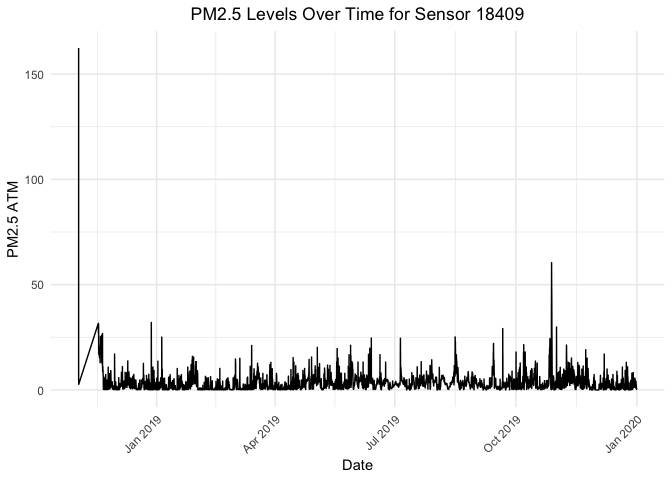 PM2.5 Levels Over Time for Sensor 18409
PM2.5 ATM
150
100
50
0
Jan 2019
Apr 2019
Jul 2019
Oct 2019
Jan 2020
Date